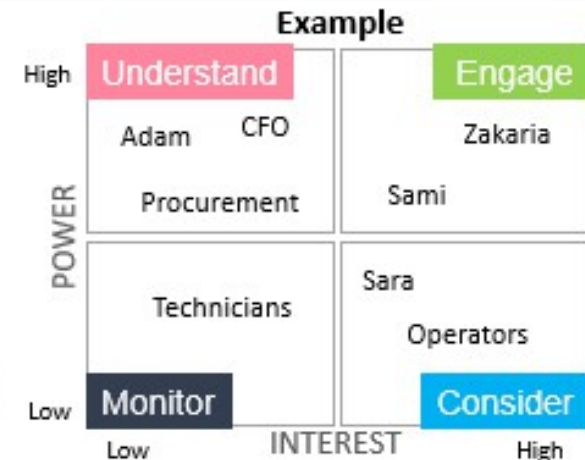 Example
High
Understand
Engage
Adam
CFO
Zakaria
Procurement
Sami
POWER
Sara
Technicians
Operators
Monitor
Consider
Low
Low
INTEREST
High